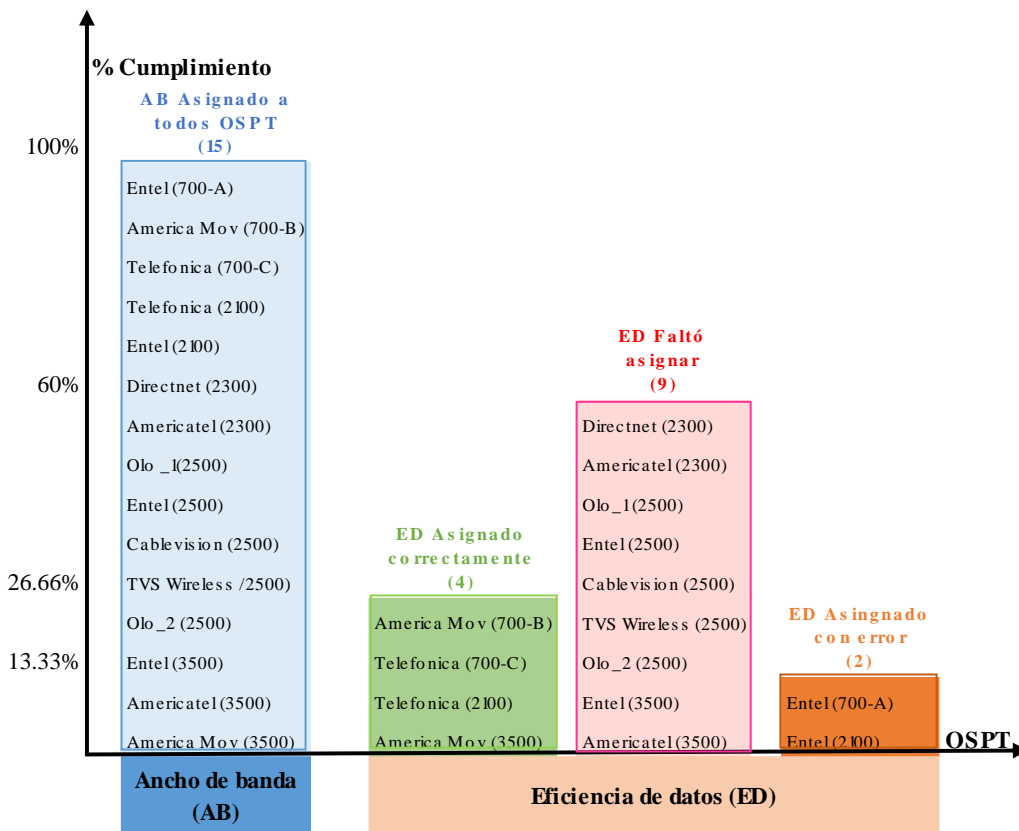 % Cumplimiento
AB Asignado a
todos OSPT
(15)
100%
60%
26.66%
13.33%
Entel (700-A)
America Mov (700-B)
Telefonica (700-C)
Telefonica (2100)
Entel (2100)
Directnet (2300)
Americatel (2300)
Olo _1(2500)
Entel (2500)
Cablevision (2500)
TVS Wireless /2500)
Olo_2 (2500)
Entel (3500)
Americatel (3500)
America Mov (3500)
ED Asignado
correctamente
(4)
America Mov (700-B)
Telefonica (700-C)
Telefonica (2100)
America Mov (3500)
ED Faltó
asignar
(9)
Directnet (2300)
Americatel (2300)
Olo_1 (2500)
Entel (2500)
Cablevision (2500)
TVS Wireless (2500)
Olo_2 (2500)
Entel (3500)
Americatel (3500)
ED Asingnado
con error
(2)
Entel (700-A)
Entel (2100)
OSPT
Ancho de banda
(AB)
Eficiencia de datos (ED)